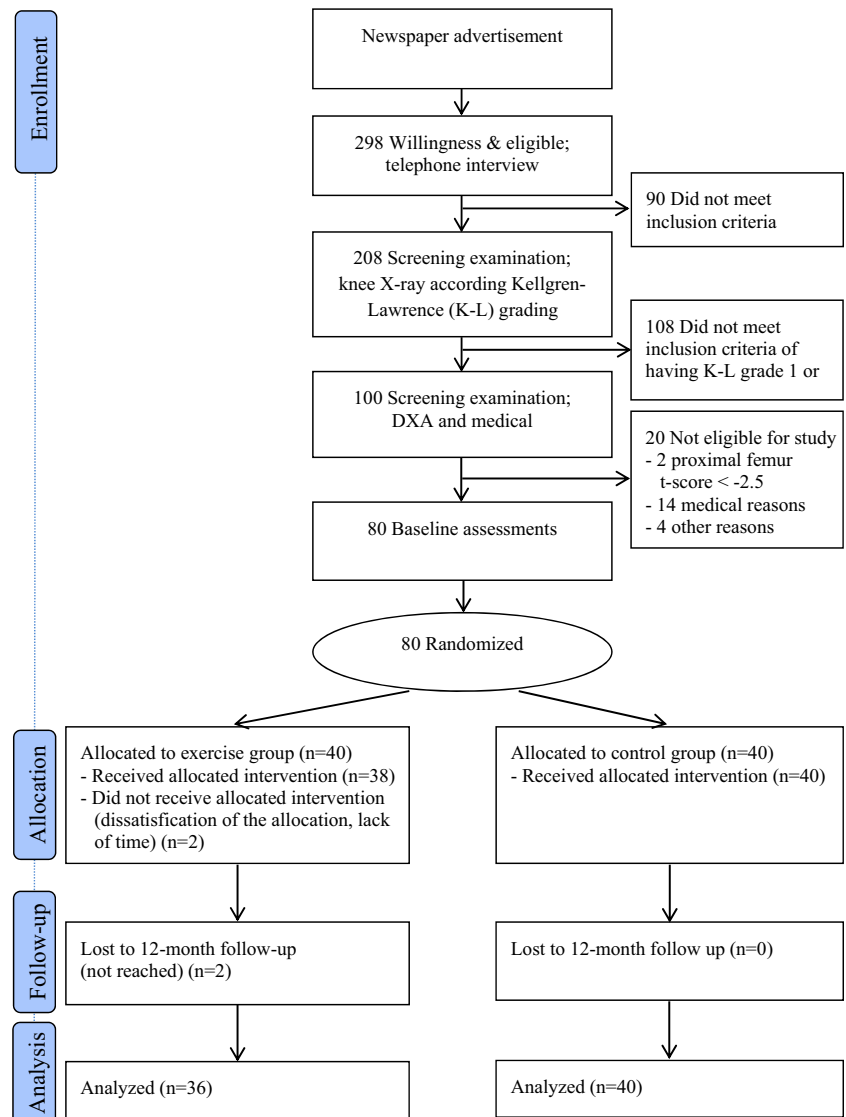 Enrollment
Newspaper advertisement
298 Willingness & eligible;
telephone interview
90 Did not meet
inclusion criteria
208 Screening examination;
knee X-ray according Kellgren-
Lawrence (K-L) grading
108 Did not meet
inclusion criteria of
having K-L grade 1 or
100 Screening examination;
DXA and medical
20 Not eligible for study
- 2 proximal femur
t-score < -2.5
- 14 medical reasons
- 4 other reasons
80 Baseline assessments
80 Randomized
Allocation
Allocated to exercise group (n=40)
- Received allocated intervention (n=38)
- Did not receive allocated intervention
(dissatisfication of the allocation, lack
of time) (n=2)
Allocated to control group (n=40)
- Received allocated intervention (n=40)
Follow-up
Lost to 12-month follow-up
(not reached) (n=2)
Lost to 12-month follow up (n=0)
Analysis
Analyzed (n=36)
Analyzed (n=40)